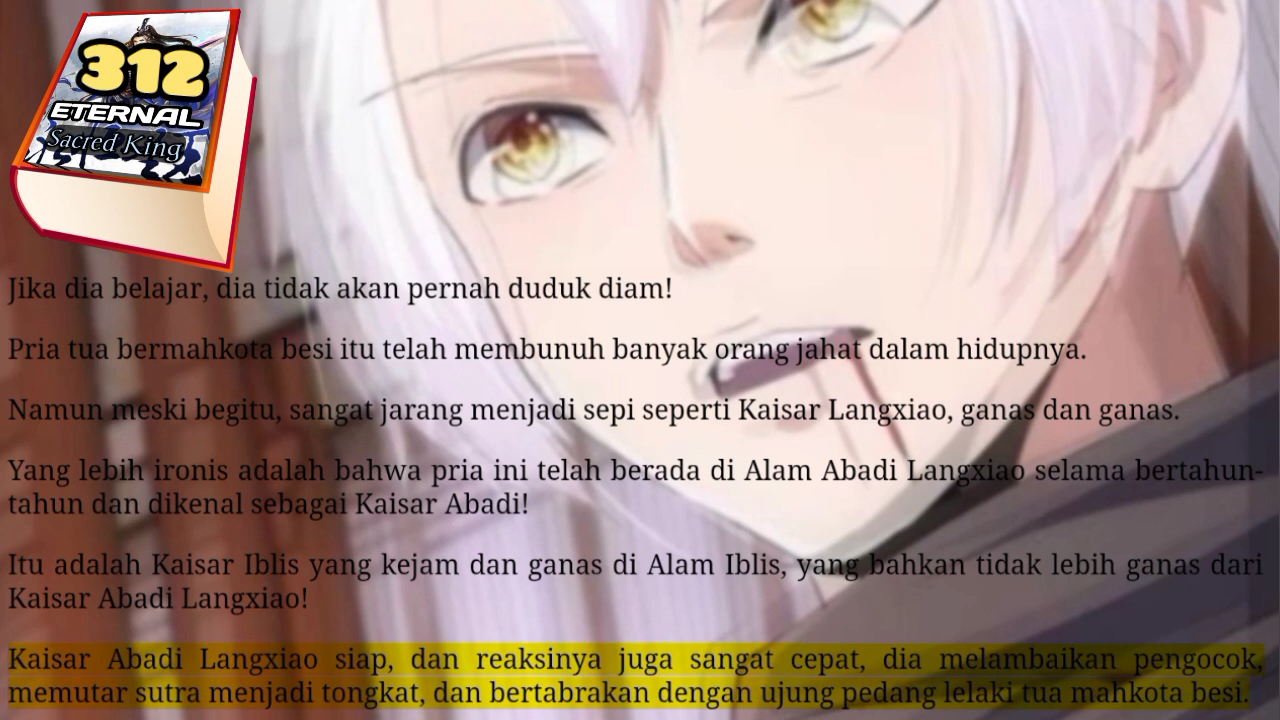 312
ETERNAL
Sacred King
Jika dia belajar, dia tidak akan pernah duduk diam!
Pria tua bermahkota besi itu telah membunuh banyak orang jahat dalam hidupnya.
Namun meski begitu, sangat jarang menjadi sepi seperti Kaisar Langxiao, ganas dan ganas.
Yang lebih ironis adalah bahwa pria ini telah berada di Alam Abadi Langxiao selama bertahun-
tahun dan dikenal sebagai Kaisar Abadi!
Itu adalah Kaisar Iblis yang kejam dan ganas di Alam Iblis, yang bahkan tidak lebih ganas dari
Kaisar Abadi Langxiao!
Kaisar Abadi Langxiao siap, dan reaksinya juga sangat cepat, dia melambaikan pengocok,
memutar sutra menjadi tongkat, dan bertabrakan dengan ujung pedang lelaki tua mahkota besi.